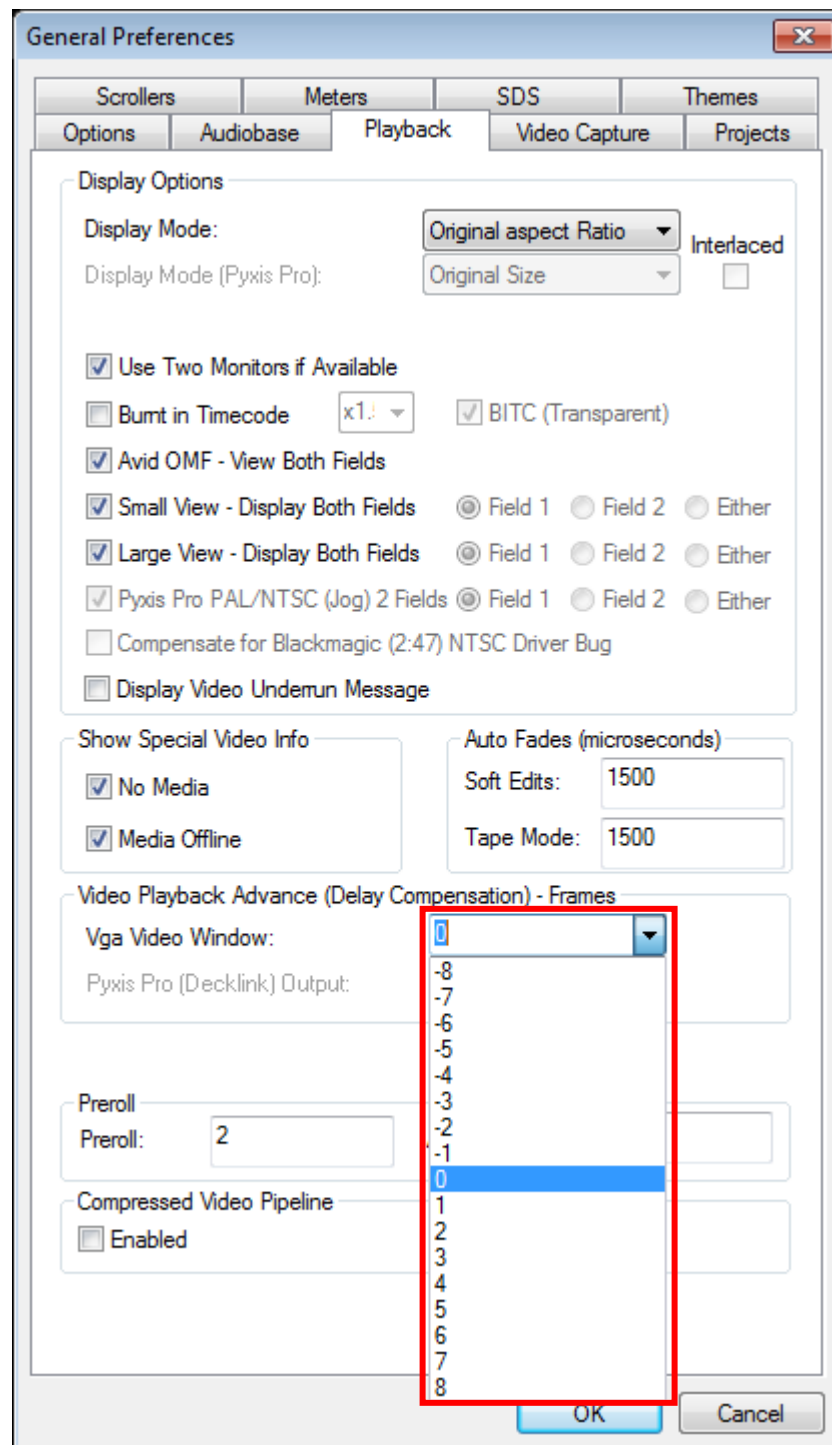 General Preferences
Scrollers Meters SDS Themes
Options Audiobase Playback Video Capture Projects
Display Options
Display Mode: Original aspect Ratio Interlaced
Display Mode (Pyxis Pro): Original Size
Use Two Monitors if Available
Burnt in Timecode x1. BITC (Transparent)
Avid OMF - View Both Fields
Small View - Display Both Fields Field 1 Field 2 Either
Large View - Display Both Fields Field 1 Field 2 Either
Pyxis Pro PAL/NTSC (Jog) 2 Fields Field 1 Field 2 Either
Compensate for Blackmagic (2:47) NTSC Driver Bug
Display Video Underrun Message
Show Special Video Info
No Media
Media Offline
Auto Fades (microseconds)
Soft Edits: 1500
Tape Mode: 1500
Video Playback Advance (Delay Compensation) - Frames
Vga Video Window: 0
Pyxis Pro (Decklink) Output:
-8
-7
-6
-5
-4
-3
-2
-1
0
1
2
3
4
5
6
7
8
Preroll
Preroll: 2
Compressed Video Pipeline
Enabled
OK Cancel